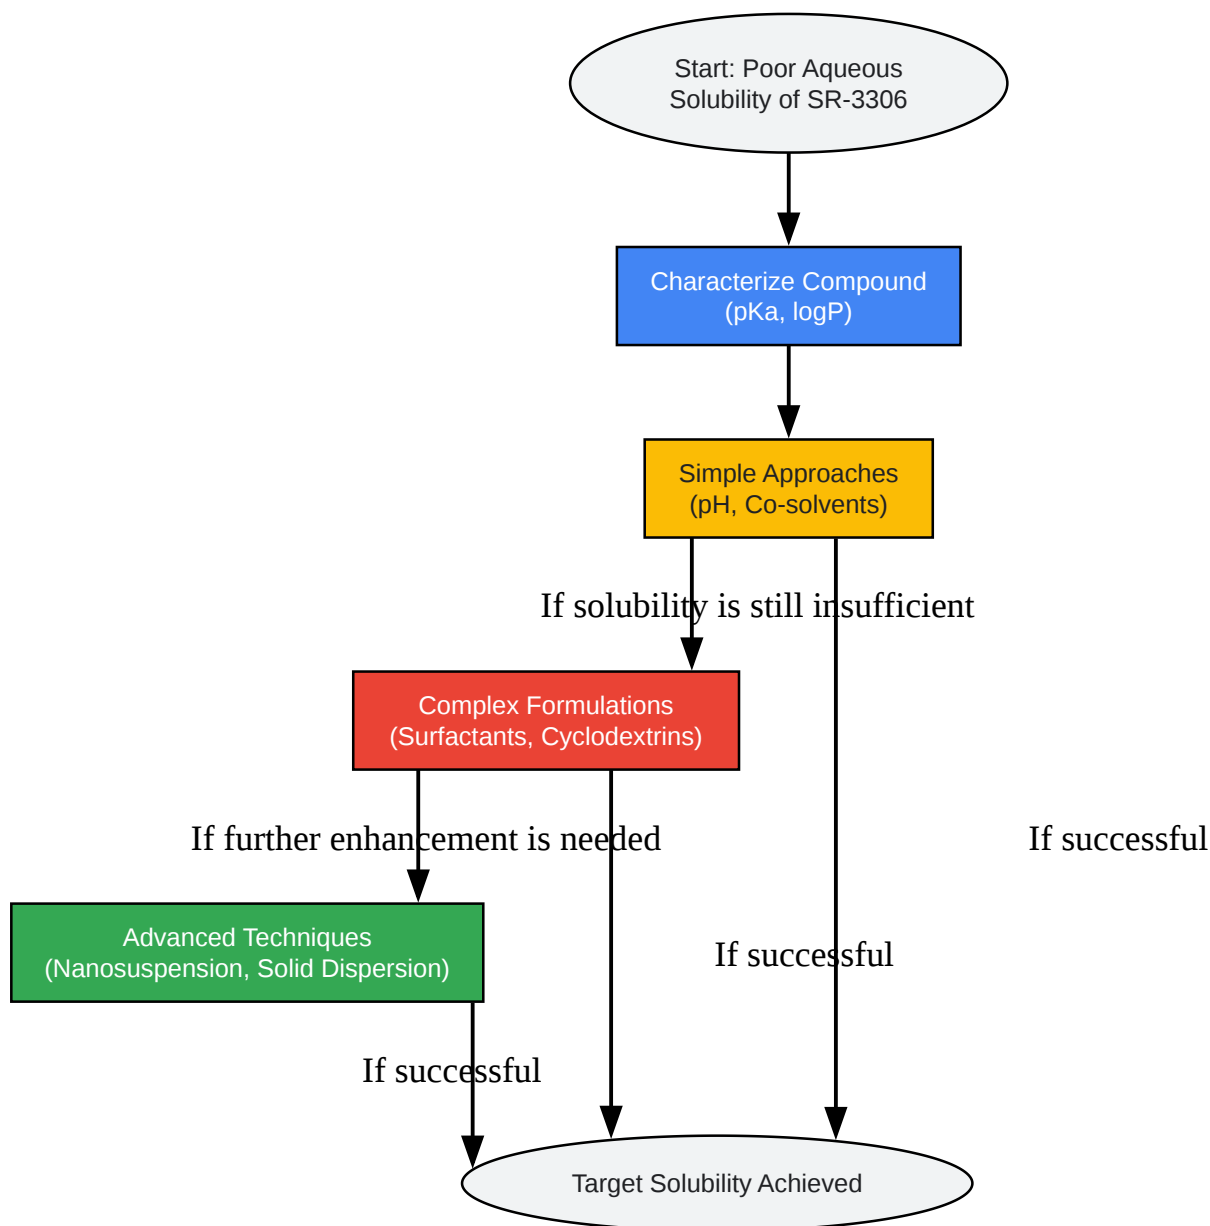 Start: Poor Aqueous
Solubility of SR-3306
Characterize Compound
(pKa, logP)
Simple Approaches
(pH, Co-solvents)
If solubility is still insufficient
Complex Formulations
(Surfactants, Cyclodextrins)
If further enhancement is needed
If successful
Advanced Techniques
(Nanosuspension, Solid Dispersion)
If successful
If successful
Target Solubility Achieved